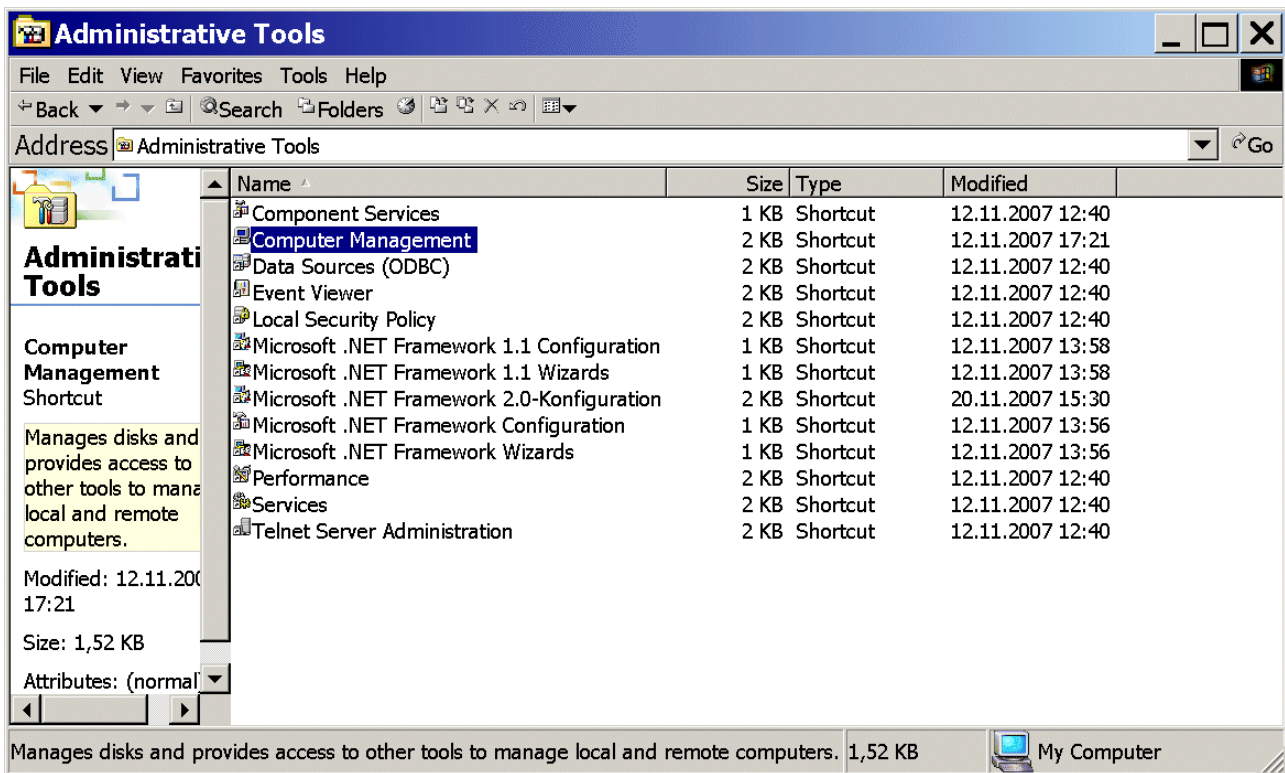 Administrative Tools
File Edit View Favorites Tools Help
Back Search Folders
Address Administrative Tools Go
Name Size Type Modified
Component Services 1 KB Shortcut 12.11.2007 12:40
Computer Management 2 KB Shortcut 12.11.2007 17:21
Data Sources (ODBC) 2 KB Shortcut 12.11.2007 12:40
Event Viewer 2 KB Shortcut 12.11.2007 12:40
Local Security Policy 2 KB Shortcut 12.11.2007 12:40
Microsoft .NET Framework 1.1 Configuration 1 KB Shortcut 12.11.2007 13:58
Microsoft .NET Framework 1.1 Wizards 1 KB Shortcut 12.11.2007 13:58
Microsoft .NET Framework 2.0-Konfiguration 2 KB Shortcut 20.11.2007 15:30
Microsoft .NET Framework Configuration 1 KB Shortcut 12.11.2007 13:56
Microsoft .NET Framework Wizards 1 KB Shortcut 12.11.2007 13:56
Performance 2 KB Shortcut 12.11.2007 12:40
Services 2 KB Shortcut 12.11.2007 12:40
Telnet Server Administration 2 KB Shortcut 12.11.2007 12:40
Administrati
Tools
Computer
Management
Shortcut
Manages disks and
provides access to
other tools to mana
local and remote
computers.
Modified: 12.11.200
17:21
Size: 1,52 KB
Attributes: (normal)
Manages disks and provides access to other tools to manage local and remote computers. 1,52 KB My Computer